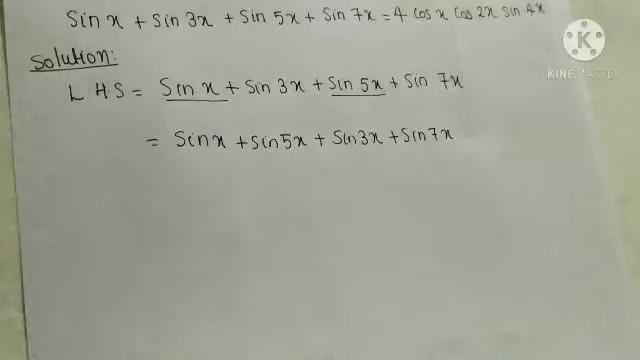 Sin x + Sin 3x + Sin 5x + Sin 7x = 4 Cos x Cos 2x Sin 4x
Solution:
L.H.S = Sin x + Sin 3x + Sin 5x + Sin 7x
= Sin x + Sin 5x + Sin 3x + Sin 7x
KINEMASTER